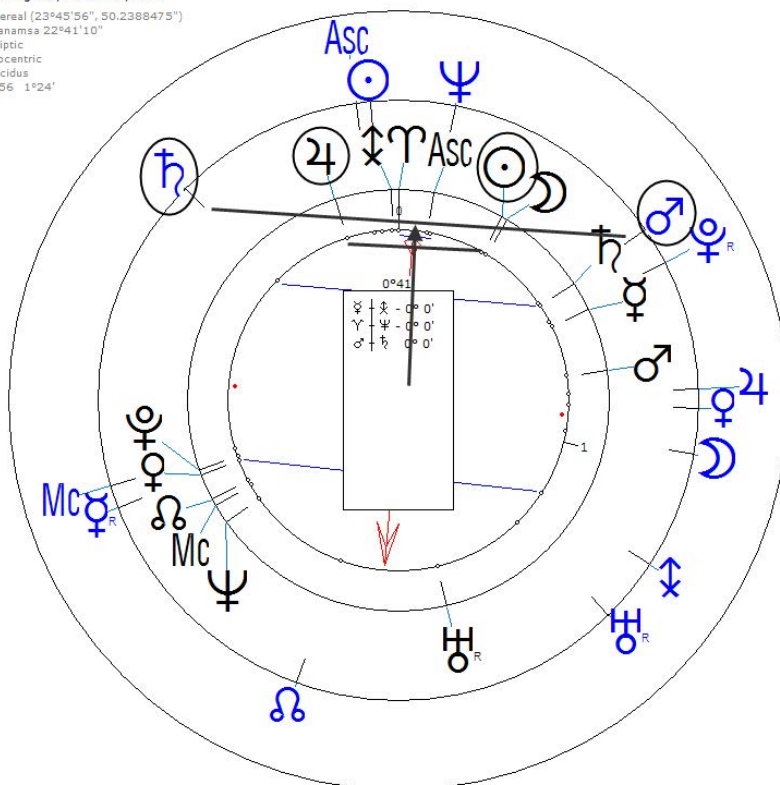 ereal (23°45'56", 50.2388475")
anamsa 22°41'10"
iptic
ocentric
cidus
56 1°24'
Asc
Asc
0
R
0°41
- 0° 0'
♈ + ♆ - 0° 0'
♂ + ♄ 0° 0'
1
Mc
R
Mc
R
R